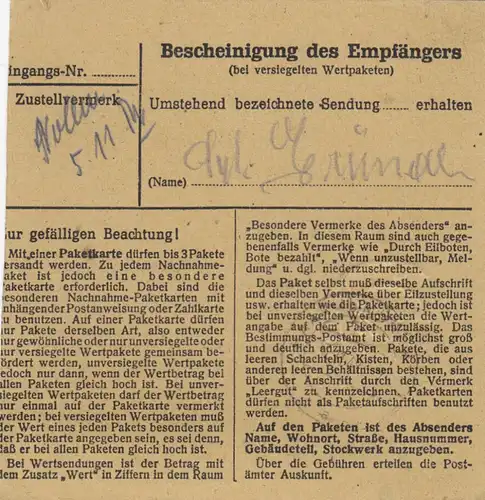 Bescheinigung des Empfängers
(bei versiegelten Wertpaketen)
ingangs-Nr. ..........
Zustellvermerk
Umstehend bezeichnete Sendung ...... erhalten
5. 11.
(Name)
ur gefälligen Beachtung!
Mit einer Paketkarte dürfen bis 3 Pakete
ersandt werden. Zu jedem Nachnahme-
aket ist jedoch eine besondere
aketkarte erforderlich. Dabei sind die
esonderen Nachnahme-Paketkarten mit
nhängender Postanweisung oder Zahlkarte
u benutzen. Auf einer Paketkarte dürfen
ur Pakete derselben Art, also entweder
ur gewöhnliche oder nur unversiegelte oder
ur versiegelte Wertpakete gemeinsam be-
ördert werden, unversiegelte Wertpakete
edoch nur dann, wenn der Wertbetrag bei
llen Paketen gleich hoch ist. Bei unver-
iegelten Wertpaketen darf der Wertbetrag
ur einmal auf der Paketkarte vermerkt
werden; bei versiegelten Wertpaketen muß
er Wert eines jeden Pakets besonders auf
er Paketkarte angegeben sein, es sei denn,
aß er bei allen Paketen gleich hoch ist.
Bei Wertsendungen ist der Betrag mit
em Zusatz „Wert" in Ziffern in dem Raum
„Besondere Vermerke des Absenders" an-
zugeben. In diesem Raum sind auch gege-
benenfalls Vermerke wie „Durch Eilboten,
Bote bezahlt", „Wenn unzustellbar, Mel-
dung" u. dgl. niederzuschreiben.
Das Paket selbst muß dieselbe Aufschrift
und dieselben Vermerke über Eilzustellung
usw. erhalten wie die Paketkarte; jedoch ist
bei unversiegelten Wertpaketen die Wert-
angabe auf dem Paket unzulässig. Das
Bestimmungs-Postamt ist möglichst groß
und deutlich anzugeben. Pakete, die aus
leeren Schachteln, Kisten, Körben oder
anderen leeren Behältnissen bestehen, sind
über der Anschrift durch den Vermerk
„Leergut" zu kennzeichnen. Paketkarten
dürfen nicht als Paketaufschriften benutzt
werden.
Auf den Paketen ist des Absenders
Name, Wohnort, Straße, Hausnummer,
Gebäudeteil, Stockwerk anzugeben.
Über die Gebühren erteilen die Post-
ämter Auskunft.